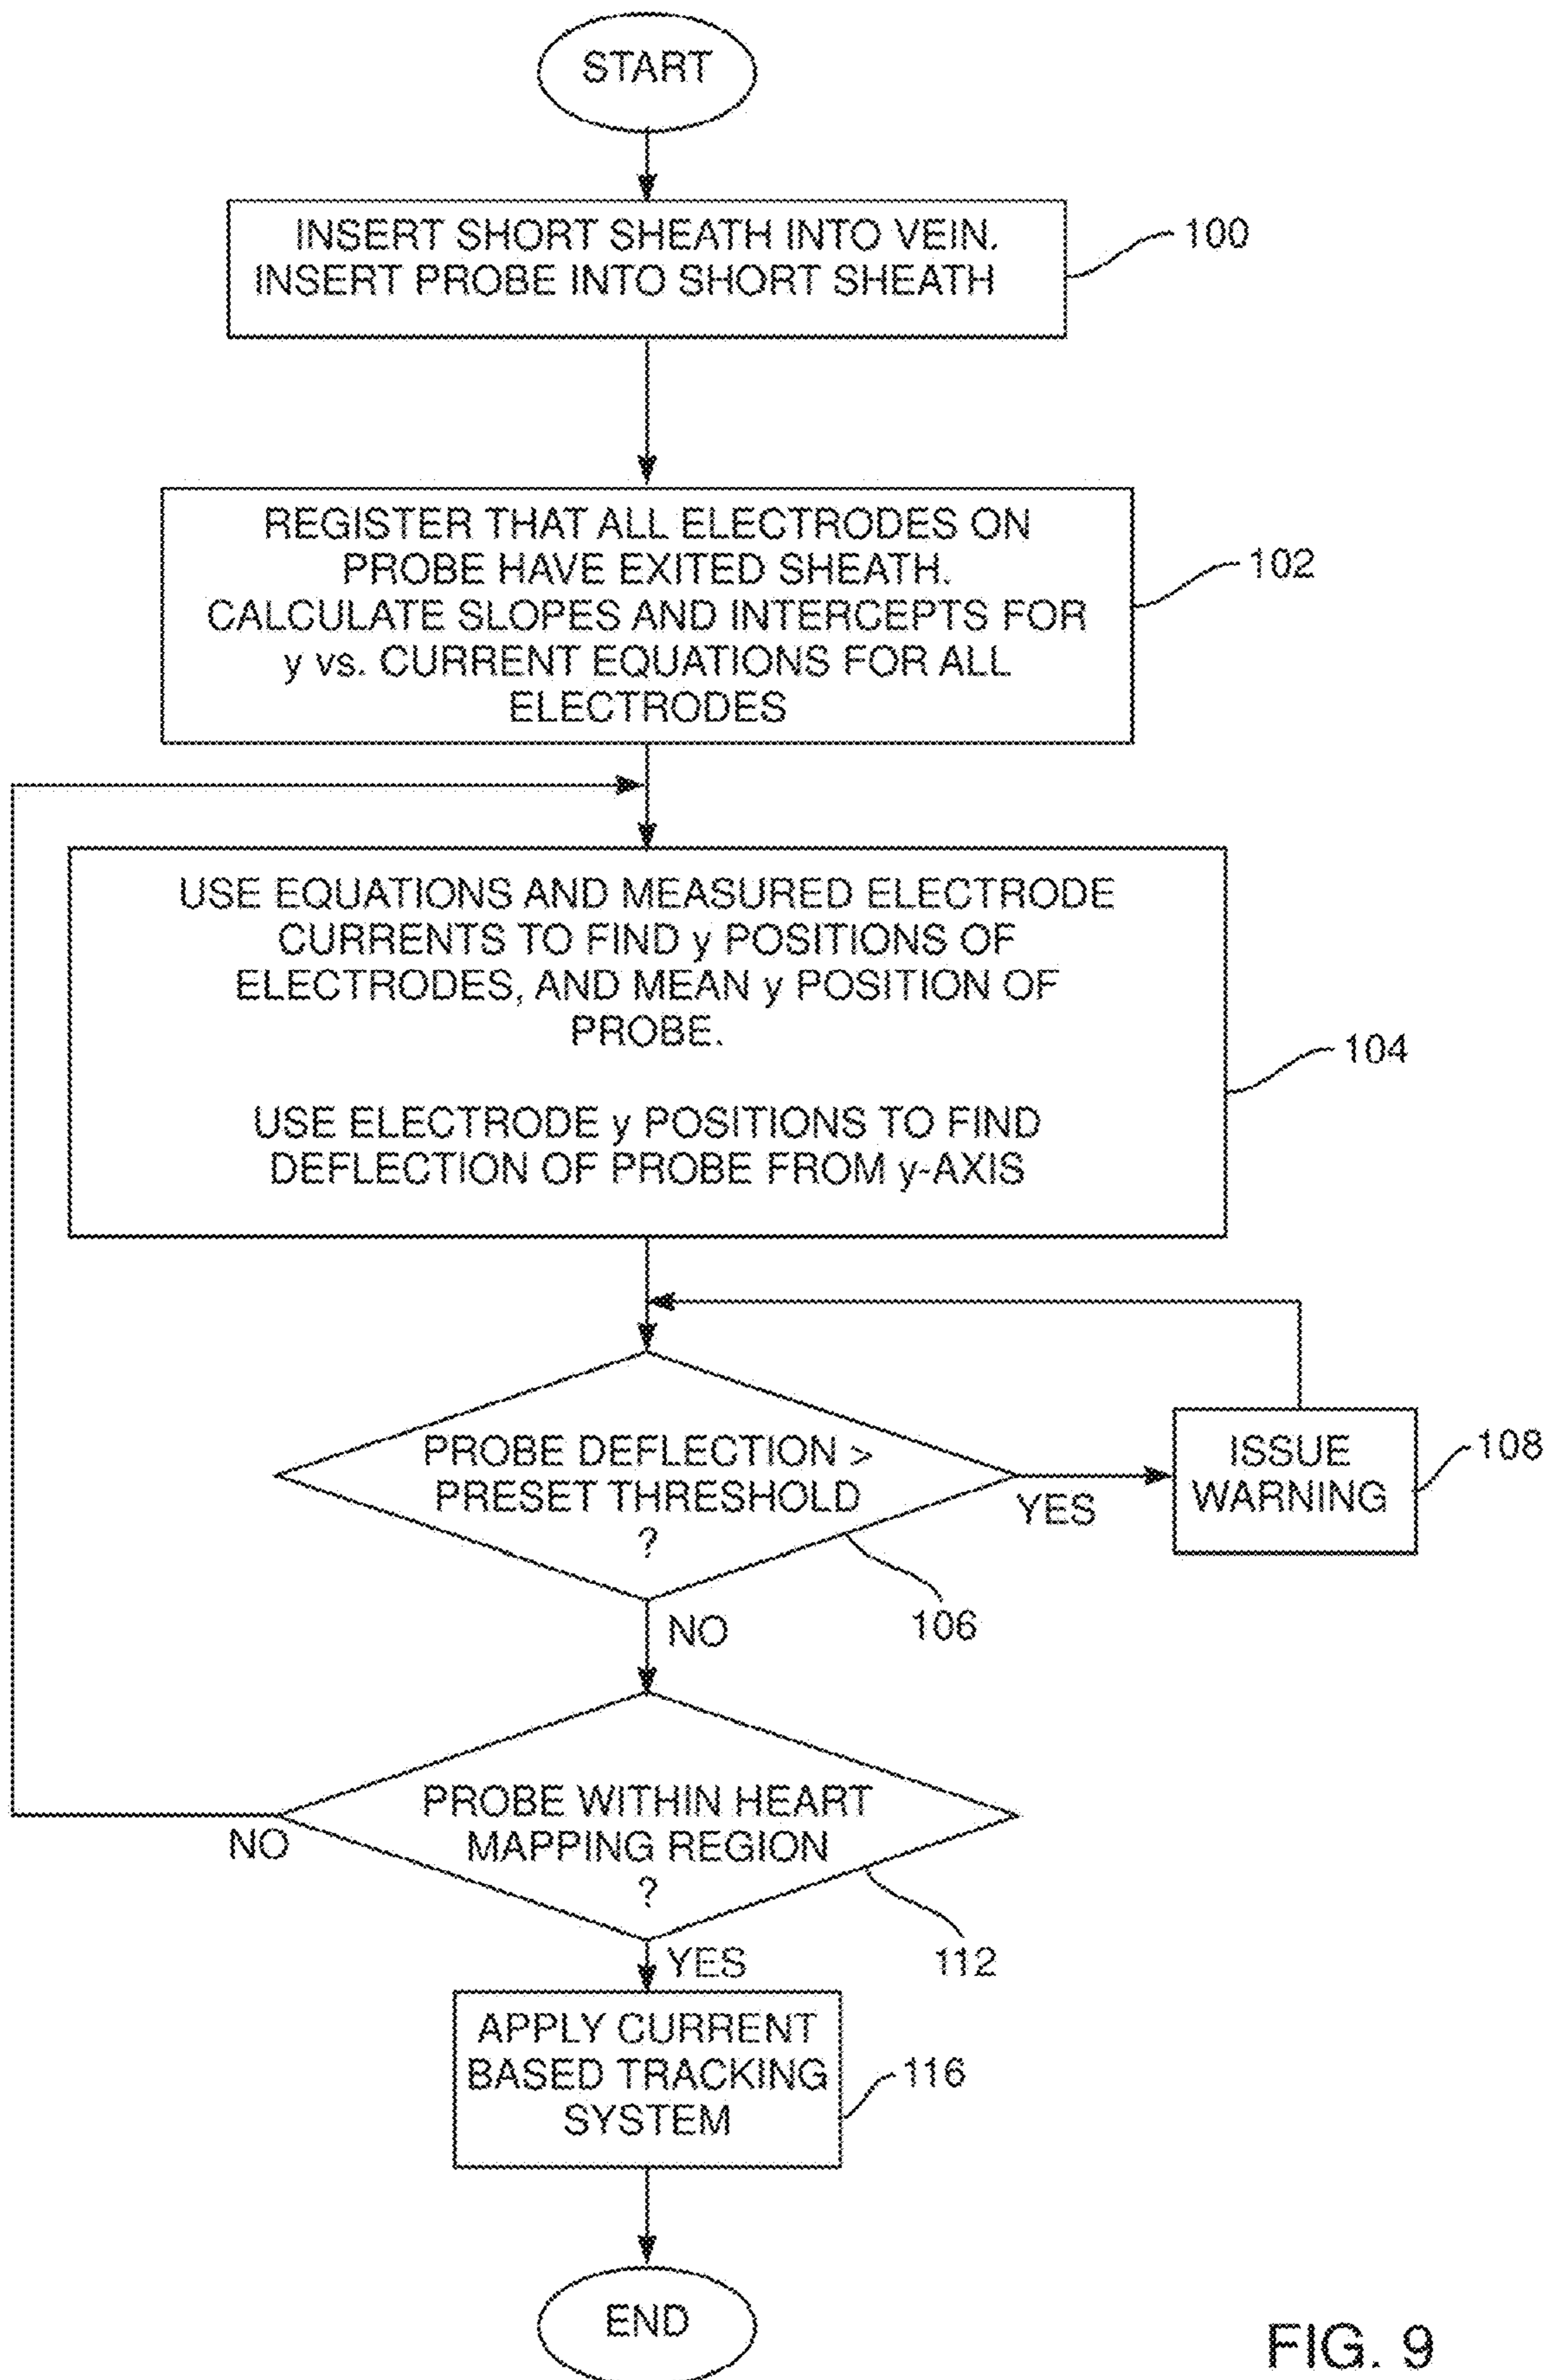 START
INSERT SHORT SHEATH INTO VEIN.
INSERT PROBE INTO SHORT SHEATH
100
REGISTER THAT ALL ELECTRODES ON
PROBE HAVE EXITED SHEATH.
CALCULATE SLOPES AND INTERCEPTS FOR
y vs. CURRENT EQUATIONS FOR ALL
ELECTRODES
102
USE EQUATIONS AND MEASURED ELECTRODE
CURRENTS TO FIND y POSITIONS OF
ELECTRODES, AND MEAN y POSITION OF
PROBE.
USE ELECTRODE y POSITIONS TO FIND
DEFLECTION OF PROBE FROM y-AXIS
104
PROBE DEFLECTION >
PRESET THRESHOLD
?
YES
106
ISSUE
WARNING
108
NO
PROBE WITHIN HEART
MAPPING REGION
?
NO
112
YES
APPLY CURRENT
BASED TRACKING
SYSTEM
116
END
FIG. 9